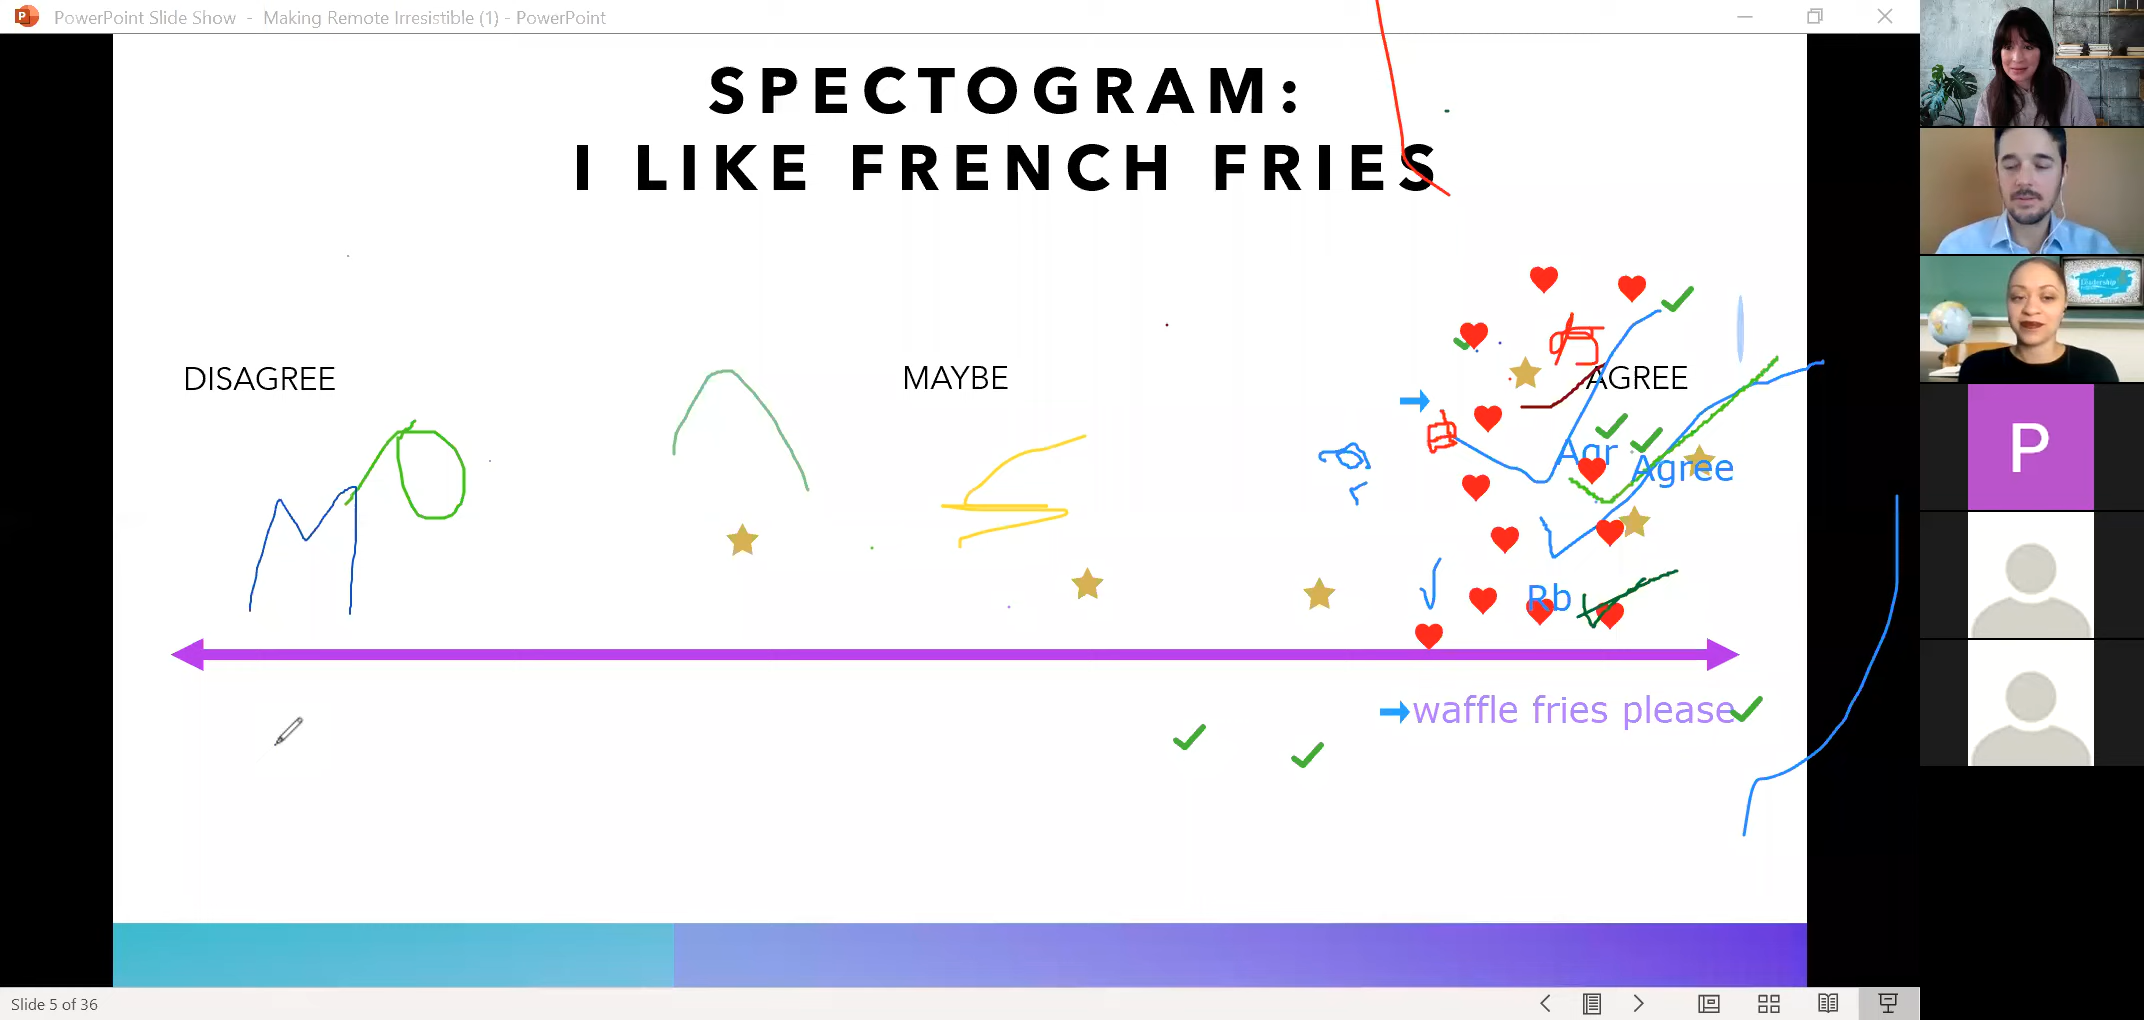 PowerPoint Slide Show - Making Remote Irresistible (1) - PowerPoint
SPECTOGRAM:
I LIKE FRENCH FRIES
DISAGREE
MAYBE
AGREE
Agr
Agree
Rb
waffle fries please
Slide 5 of 36
P
Leadership